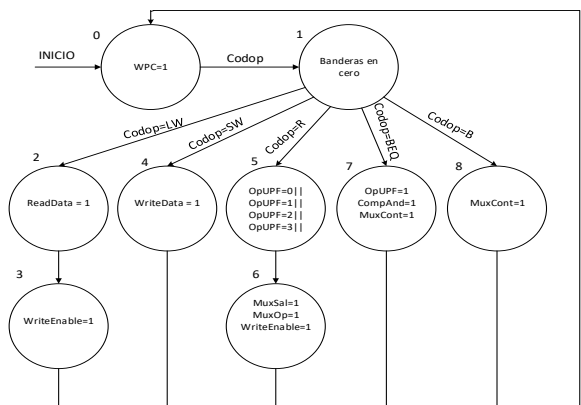 0
1
INICIO
WPC=1
Codop
Banderas en
cero
Codop=LW
Codop=SW
Codop=R
Codop=BEQ
Codop=B
2
4
5
7
8
ReadData = 1
WriteData = 1
OpUPF=0||
OpUPF=1||
OpUPF=2||
OpUPF=3||
OpUPF=1
CompAnd=1
MuxCont=1
MuxCont=1
3
6
WriteEnable=1
MuxSal=1
MuxOp=1
WriteEnable=1